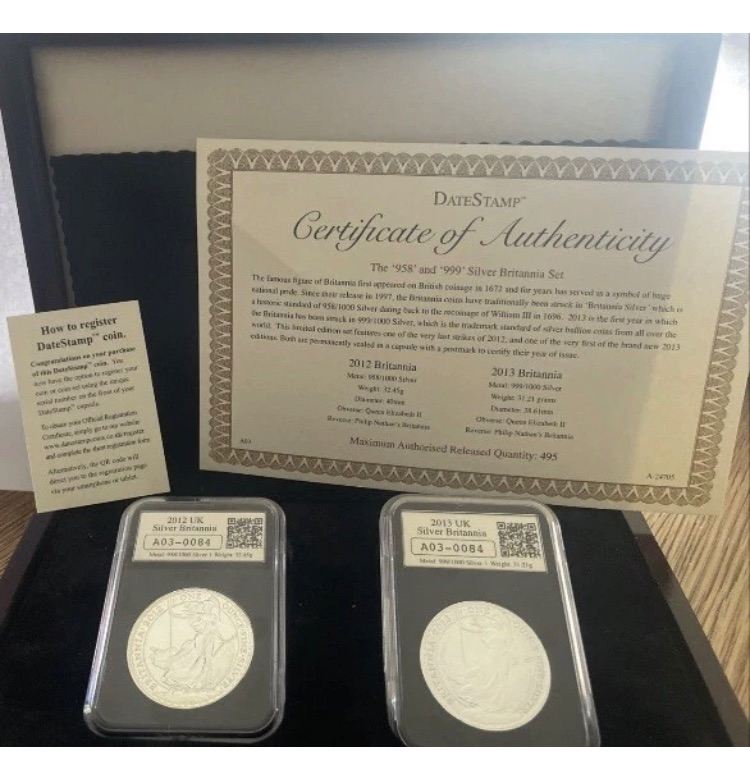 DATESTAMP™
Certificate of Authenticity
The '958' and '999' Silver Britannia Set
The famous figure of Britannia first appeared on British coinage in 1672 and for years has served as a symbol of huge
national pride. Since their release in 1997, the Britannia coins have traditionally been struck in 'Britannia Silver' which is
a historic standard of 958/1000 Silver dating back to the recoinage of William III in 1696. 2013 is the first year in which
the Britannia has been struck in 999/1000 Silver, which is the trademark standard of silver bullion coins from all over the
world. This limited edition set features one of the very last strikes of 2012, and one of the very first of the brand new 2013
editions. Both are permanently sealed in a capsule with a postmark to certify their year of issue.
2012 Britannia
Metal: 958/1000 Silver
Weight: 32.45g
Diameter: 40mm
Obverse: Queen Elizabeth II
Reverse: Philip Nathan's Britannia
2013 Britannia
Metal: 999/1000 Silver
Weight: 31.21 grams
Diameter: 38.61mm
Obverse: Queen Elizabeth II
Reverse: Philip Nathan's Britannia
A03
Maximum Authorised Released Quantity: 495
A-24705
How to register
DateStamp™ coin.
Congratulations on your purchase
of this DateStamp™ coin. You
now have the option to register your
coin or coin set using the unique
serial number on the front of your
DateStamp™ capsule.
To obtain your Official Registration
Certificate, simply go to our website
www.datestampcoins.co.uk/register
and complete the short registration form
Alternatively, the QR code will
direct you to the registration page
via your smartphone or tablet.
2012 UK
Silver Britannia
A03-0084
Metal: 958/1000 Silver | Weight: 32.45g
BRITANNIA 2012 ONE OUNCE FINE SILVER
2013 UK
Silver Britannia
A03-0084
Metal: 999/1000 Silver | Weight: 31.21g
BRITANNIA 2013 ONE